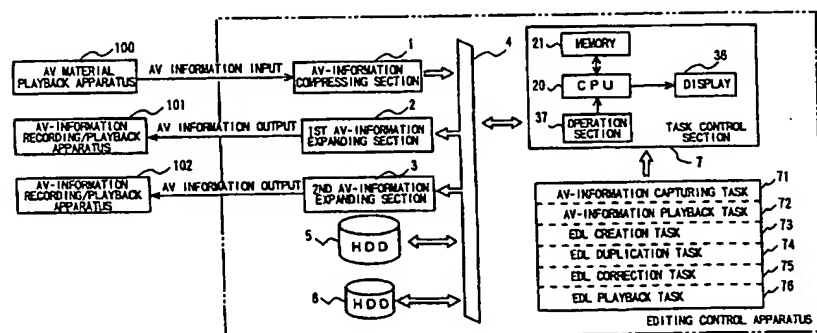 100
AV MATERIAL
PLAYBACK APPARATUS
AV INFORMATION INPUT
1
AV-INFORMATION
COMPRESSING SECTION
4
101
AV-INFORMATION
RECORDING/PLAYBACK
APPARATUS
AV INFORMATION OUTPUT
2
1ST AV-INFORMATION
EXPANDING SECTION
102
AV-INFORMATION
RECORDING/PLAYBACK
APPARATUS
AV INFORMATION OUTPUT
3
2ND AV-INFORMATION
EXPANDING SECTION
5
HDD
6
HDD
21
MEMORY
20
CPU
36
DISPLAY
37
OPERATION
SECTION
TASK CONTROL
SECTION
7
AV-INFORMATION CAPTURING TASK
71
AV-INFORMATION PLAYBACK TASK
72
EDL CREATION TASK
73
EDL DUPLICATION TASK
74
EDL CORRECTION TASK
75
EDL PLAYBACK TASK
76
EDITING CONTROL APPARATUS